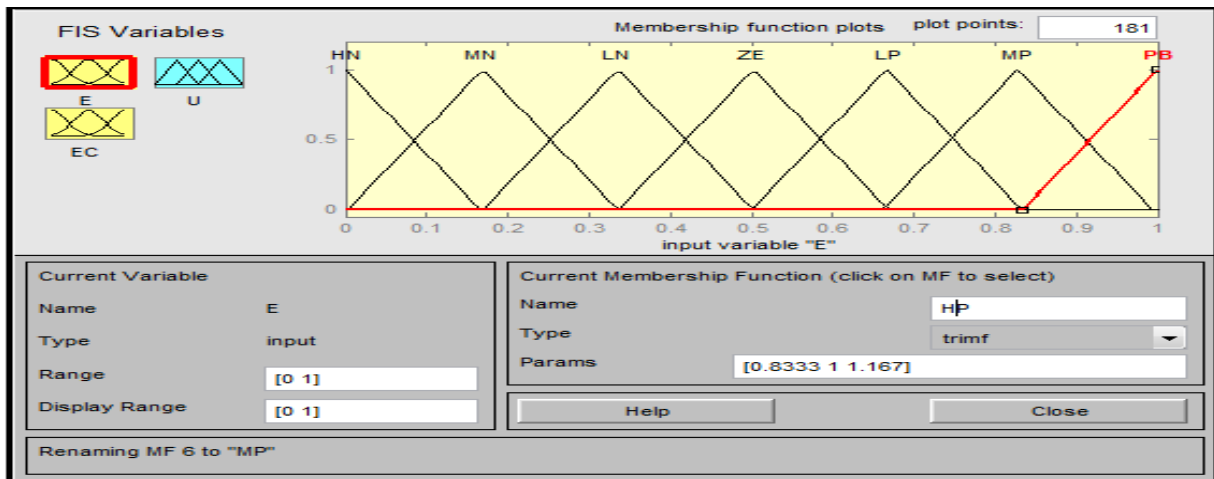 FIS Variables
Membership function plots
plot points:
181
E
U
EC
HN MN LN ZE LP MP PB
1
0.5
0
0 0.1 0.2 0.3 0.4 0.5 0.6 0.7 0.8 0.9 1
input variable "E"
Current Variable
Name E
Type input
Range [0 1]
Display Range [0 1]
Current Membership Function (click on MF to select)
Name HP
Type trimf
Params [0.8333 1 1.167]
Help Close
Renaming MF 6 to "MP"